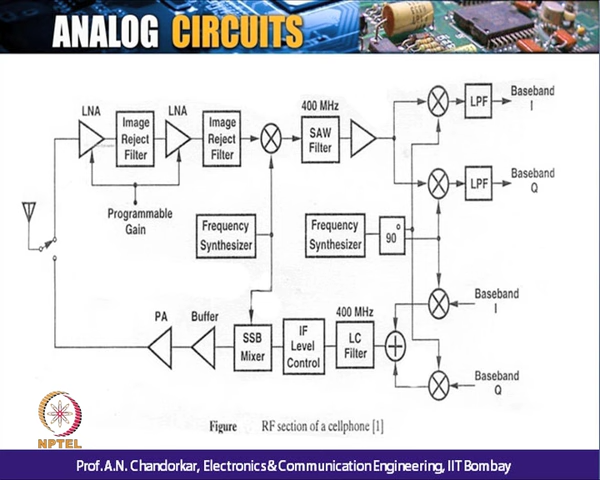 ANALOG CIRCUITS
LNA
Image
Reject
Filter
LNA
Image
Reject
Filter
400 MHz
SAW
Filter
LPF
Baseband
I
LPF
Baseband
Q
Programmable
Gain
Frequency
Synthesizer
Frequency
Synthesizer
90°
PA
Buffer
SSB
Mixer
IF
Level
Control
400 MHz
LC
Filter
Baseband
I
Baseband
Q
Figure RF section of a cellphone [1]
NPTEL
Prof. A.N. Chandorkar, Electronics & Communication Engineering, IIT Bombay